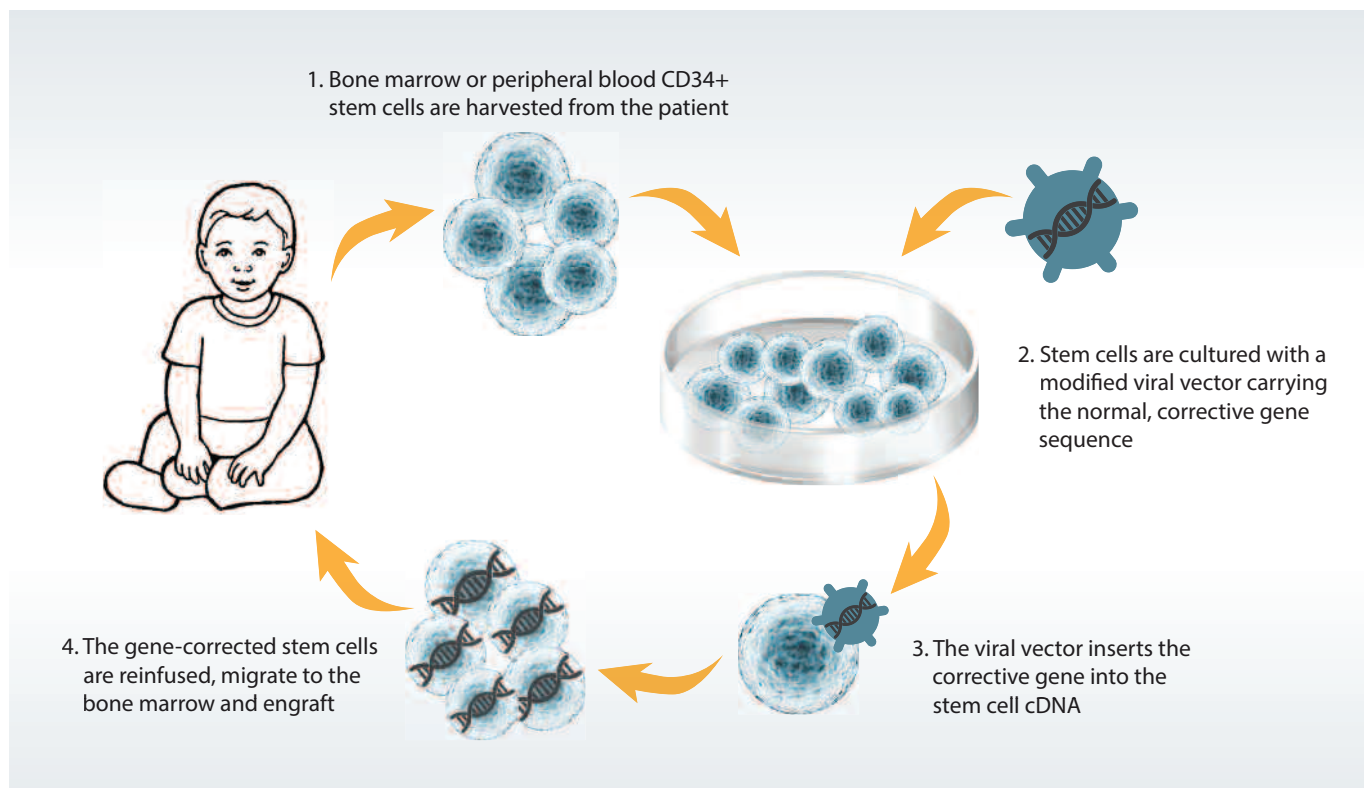 1. Bone marrow or peripheral blood CD34+
stem cells are harvested from the patient
2. Stem cells are cultured with a
modified viral vector carrying
the normal, corrective gene
sequence
3. The viral vector inserts the
corrective gene into the
stem cell cDNA
4. The gene-corrected stem cells
are reinfused, migrate to the
bone marrow and engraft